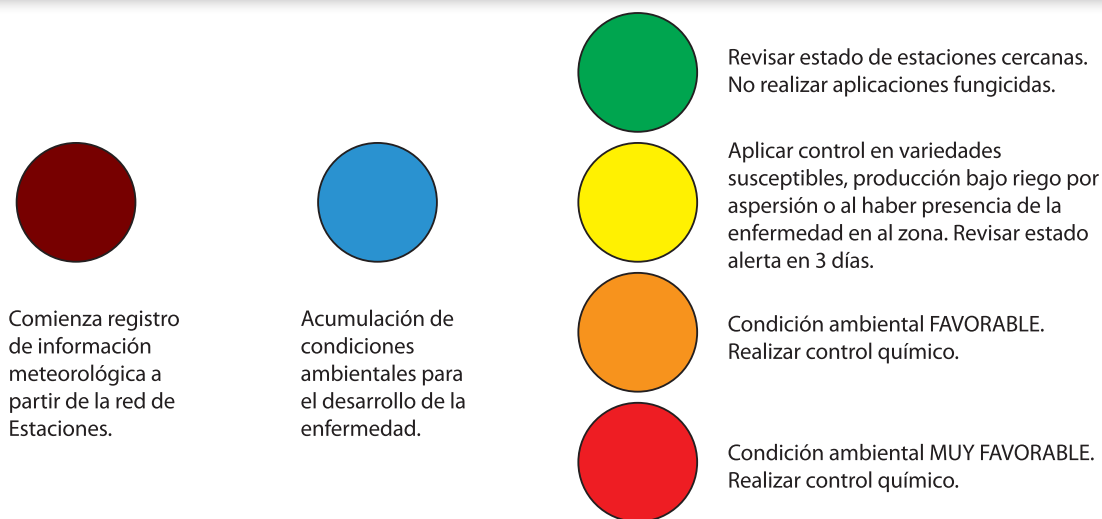 Comienza registro
de información
meteorológica a
partir de la red de
Estaciones.
Acumulación de
condiciones
ambientales para
el desarrollo de la
enfermedad.
Revisar estado de estaciones cercanas.
No realizar aplicaciones fungicidas.
Aplicar control en variedades
susceptibles, producción bajo riego por
aspersión o al haber presencia de la
enfermedad en al zona. Revisar estado
alerta en 3 días.
Condición ambiental FAVORABLE.
Realizar control químico.
Condición ambiental MUY FAVORABLE.
Realizar control químico.